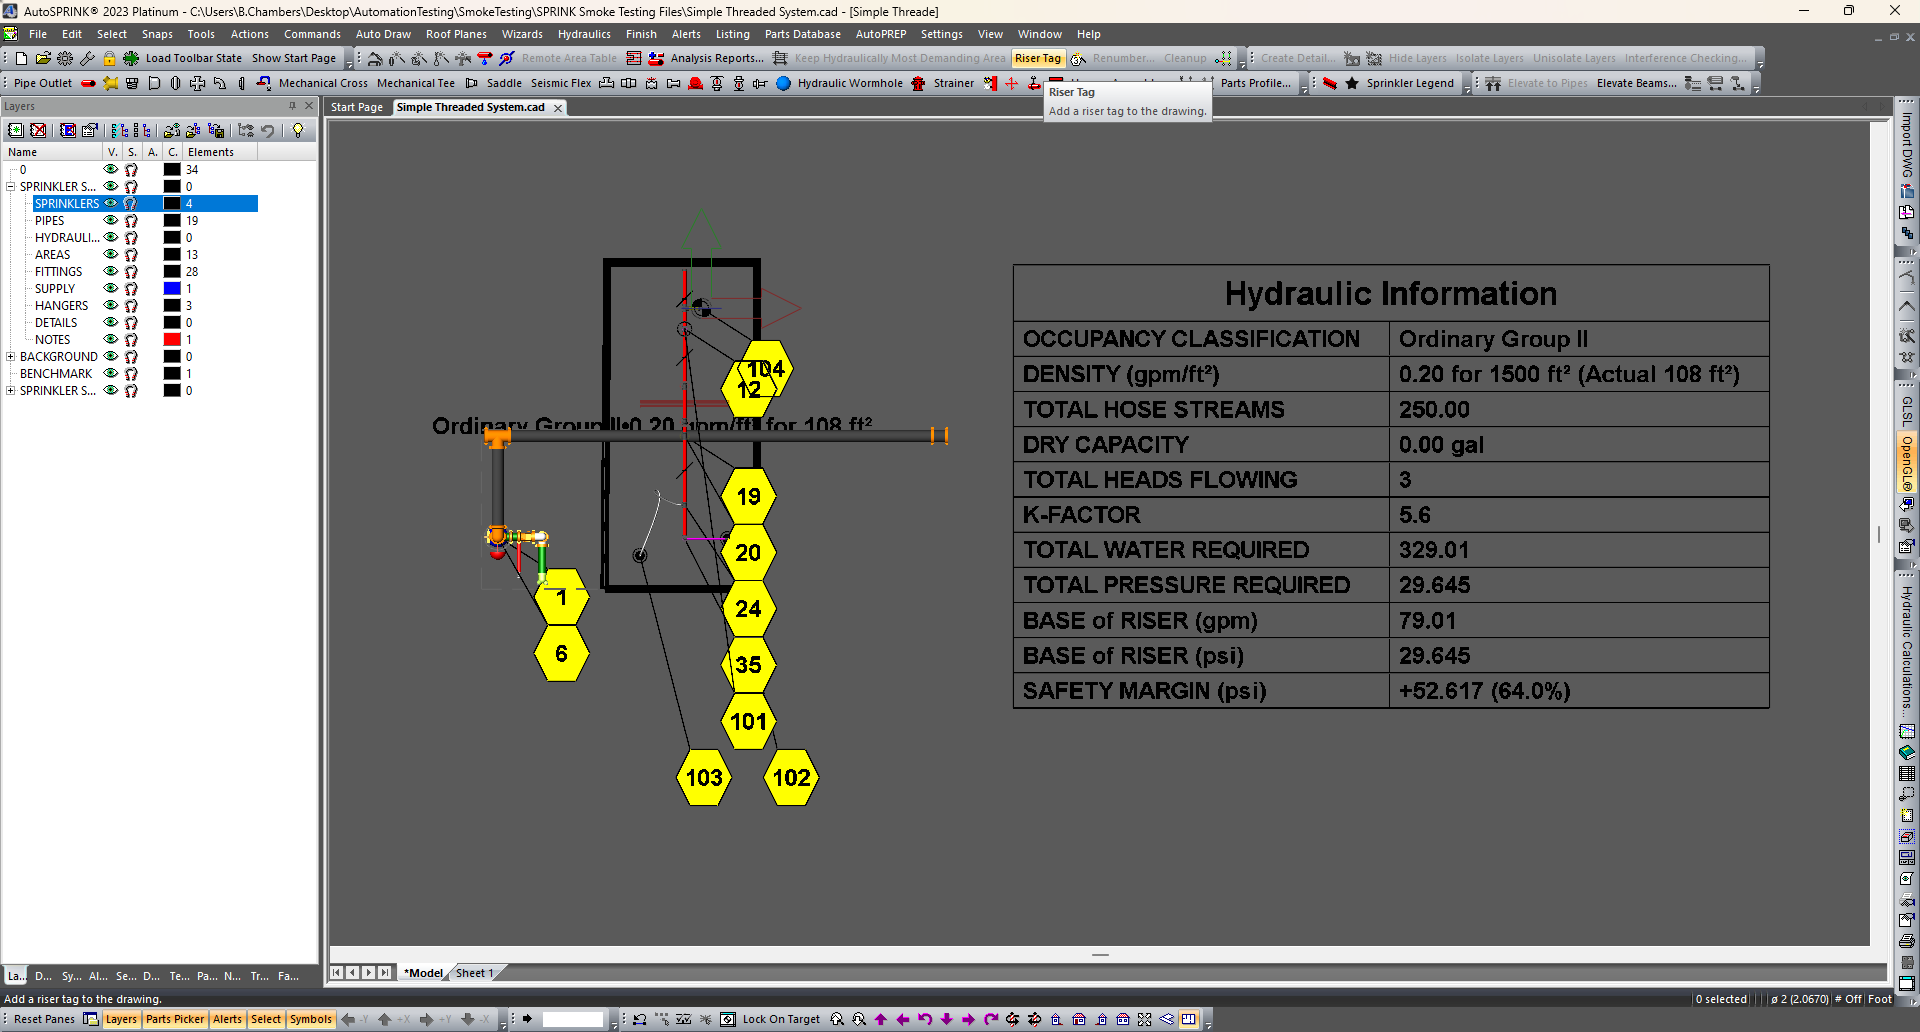 AutoSPRINK® 2023 Platinum - C:\Users\B.Chambers\Desktop\AutomationTesting\SmokeTesting\SPRINK Smoke Testing Files\Simple Threaded System.cad - [Simple Threade]
File Edit Select Snaps Tools Actions Commands Auto Draw Roof Planes Wizards Hydraulics Finish Alerts Listing Parts Database AutoPREP Settings View Window Help
Load Toolbar State Show Start Page Remote Area Table Analysis Reports... Keep Hydraulically Most Demanding Area Riser Tag Renumber... Cleanup Create Detail... Hide Layers Isolate Layers Unisolate Layers Interference Checking...
Pipe Outlet Mechanical Cross Mechanical Tee Saddle Seismic Flex Hydraulic Wormhole Strainer Parts Profile... Sprinkler Legend Elevate to Pipes Elevate Beams...
Riser Tag
Add a riser tag to the drawing.
Layers
Start Page Simple Threaded System.cad
Name V. S. A. C. Elements
0 34
SPRINKLER S... 0
SPRINKLERS 4
PIPES 19
HYDRAULI... 0
AREAS 13
FITTINGS 28
SUPPLY 1
HANGERS 3
DETAILS 0
NOTES 1
BACKGROUND 0
BENCHMARK 1
SPRINKLER S... 0
104
12
Ordinary Group II•0.20 gpm/ft² for 108 ft²
19
20
24
35
101
103
102
1
6
Hydraulic Information
OCCUPANCY CLASSIFICATION Ordinary Group II
DENSITY (gpm/ft²) 0.20 for 1500 ft² (Actual 108 ft²)
TOTAL HOSE STREAMS 250.00
DRY CAPACITY 0.00 gal
TOTAL HEADS FLOWING 3
K-FACTOR 5.6
TOTAL WATER REQUIRED 329.01
TOTAL PRESSURE REQUIRED 29.645
BASE of RISER (gpm) 79.01
BASE of RISER (psi) 29.645
SAFETY MARGIN (psi) +52.617 (64.0%)
Import DWG
GLSL
OpenGL®
Hydraulic Calculations...
La... D... Sy... Al... Se... D... Te... Pa... N... Tr... Fa...
*Model Sheet 1
Add a riser tag to the drawing.
0 selected ø 2 (2.0670) # Off Foot
Reset Panes Layers Parts Picker Alerts Select Symbols -Y +X +Y -X Lock On Target